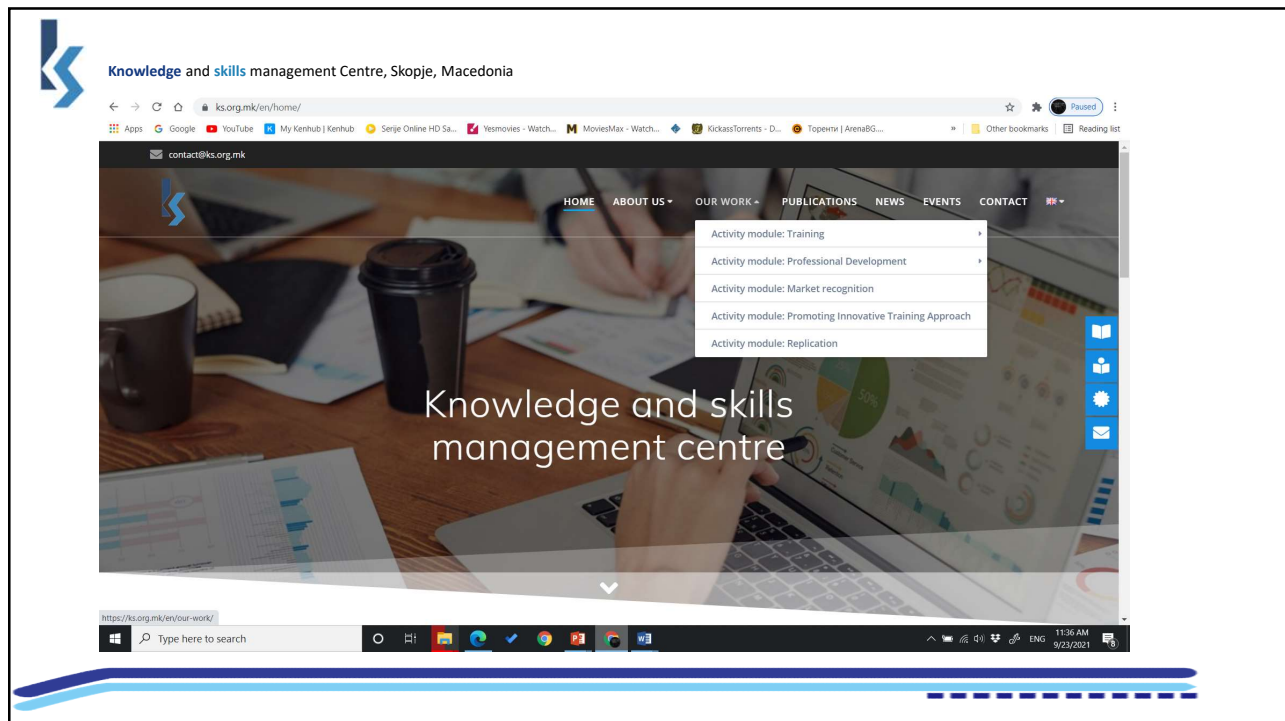 Knowledge and skills management Centre, Skopje, Macedonia
ks.org.mk/en/home/
Paused
Apps Google YouTube My Kenhub | Kenhub Serije Online HD Sa... Yesmovies - Watch... MoviesMax - Watch... KickassTorrents - D... Торенти | ArenaBG.... » Other bookmarks Reading list
contact@ks.org.mk
HOME ABOUT US OUR WORK PUBLICATIONS NEWS EVENTS CONTACT
Activity module: Training
Activity module: Professional Development
Activity module: Market recognition
Activity module: Promoting Innovative Training Approach
Activity module: Replication
50%
Customer Service
Knowledge and skills
management centre
https://ks.org.mk/en/our-work/
Type here to search
ENG
11:36 AM
9/23/2021
8